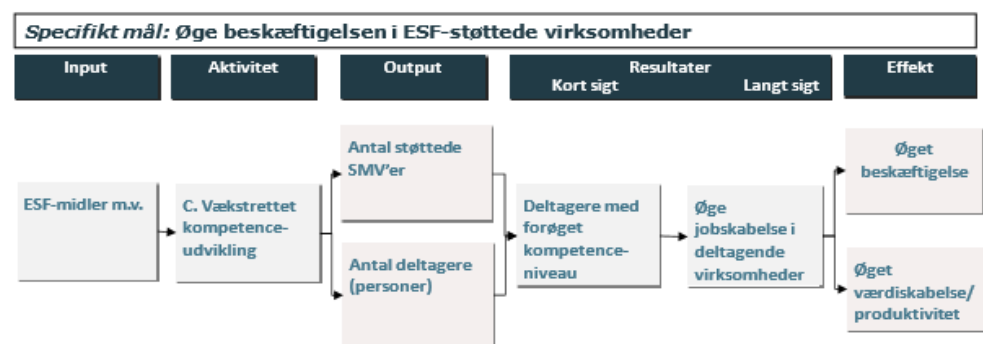 Specifikt mål: Øge beskæftigelsen i ESF-støttede virksomheder
Input
Aktivitet
Output
Resultater
Kort sigt
Langt sigt
Effekt
ESF-midler m.v.
C. Vækstrettet
kompetence-
udvikling
Antal støttede
SMV'er
Antal deltagere
(personer)
Deltagere med
forøget
kompetence-
niveau
Øge
jobskabelse i
deltagende
virksomheder
Øget
beskæftigelse
Øget
værdiskabelse/
produktivitet